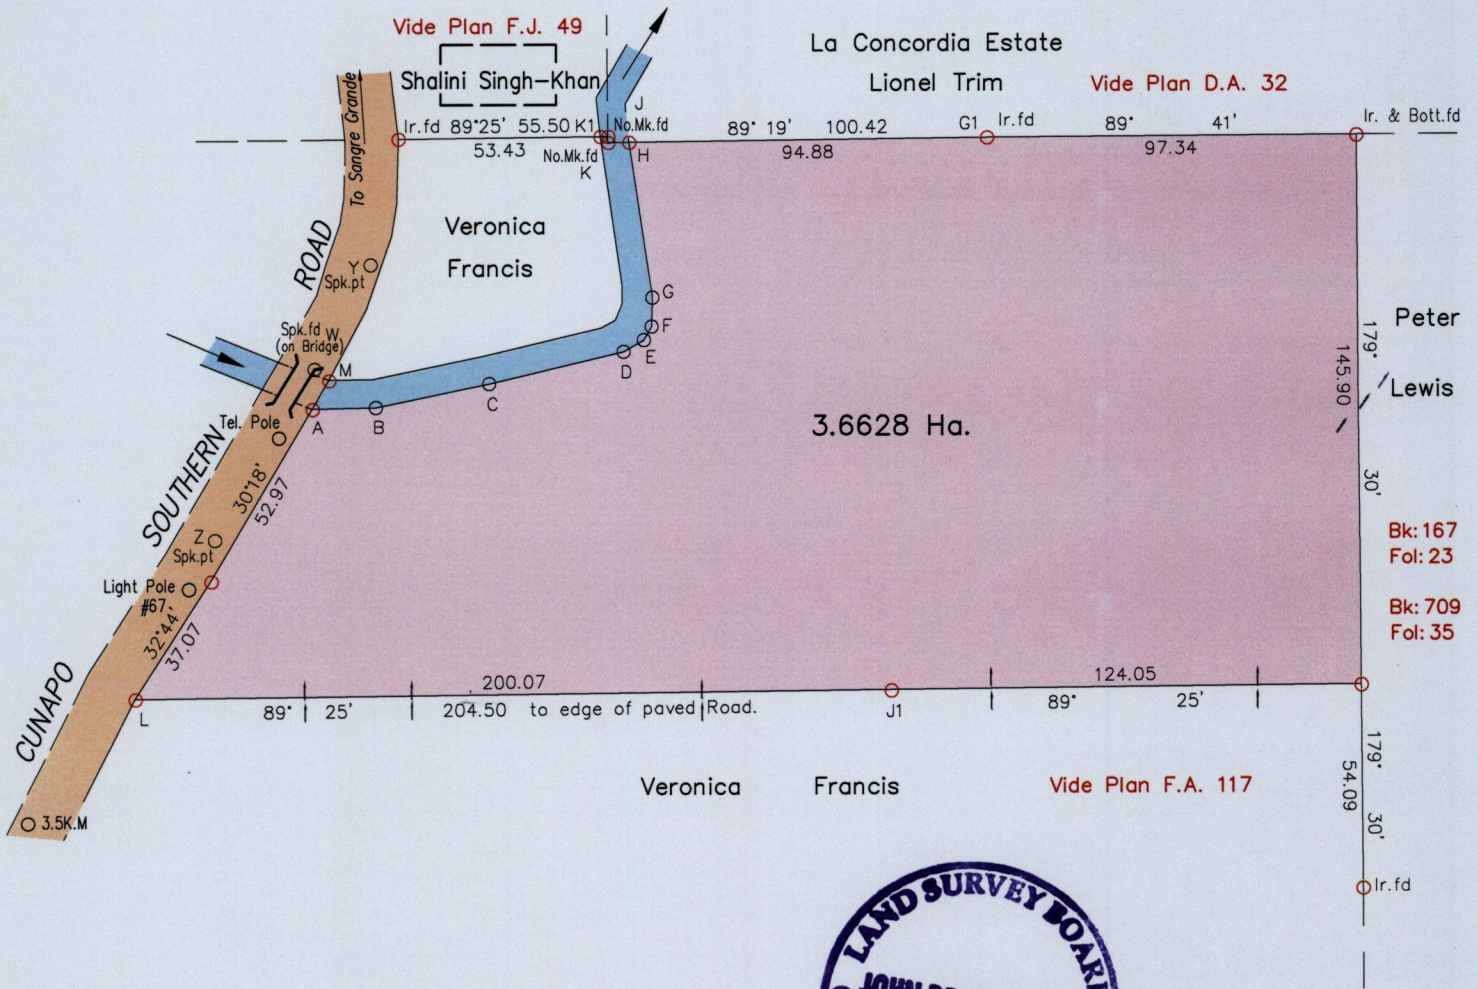 Vide Plan F.J. 49
Shalini Singh-Khan
La Concordia Estate
Lionel Trim
Vide Plan D.A. 32
To Sangre Grande
Ir.fd 89°25' 55.50 K1
53.43
No.Mk.fd
K
J
No.Mk.fd
H
89° 19' 100.42
94.88
G1 Ir.fd
89° 41'
97.34
Ir. & Bott.fd
Veronica
Francis
ROAD
Y
Spk.pt
Spk.fd W
(on Bridge)
M
G
F
E
D
C
B
A
Tel. Pole
3.6628 Ha.
Peter
Lewis
179° 30'
145.90
SOUTHERN
30°18'
52.97
Z
Spk.pt
Light Pole
#67
32°44'
37.07
Bk: 167
Fol: 23
Bk: 709
Fol: 35
CUNAPO
L
200.07
89° 25'
204.50 to edge of paved Road.
J1
124.05
89° 25'
179° 30'
54.09
Veronica Francis
Vide Plan F.A. 117
3.5K.M
Ir.fd
LAND SURVEY BOARD